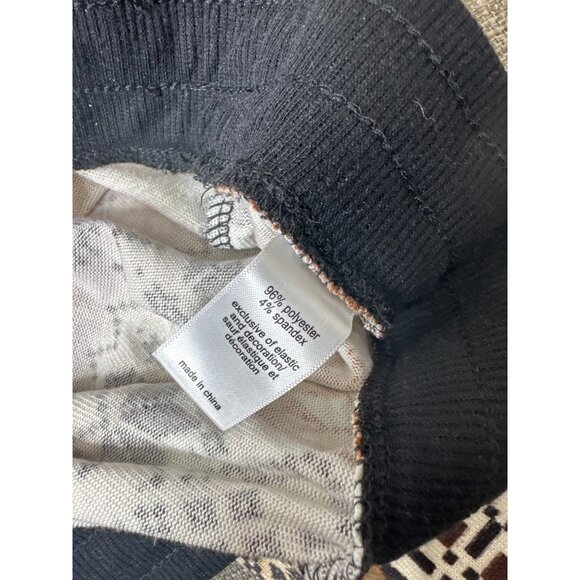 96% polyester
4% spandex
exclusive of elastic
and decoration/
sauf élastique et
décoration
made in china